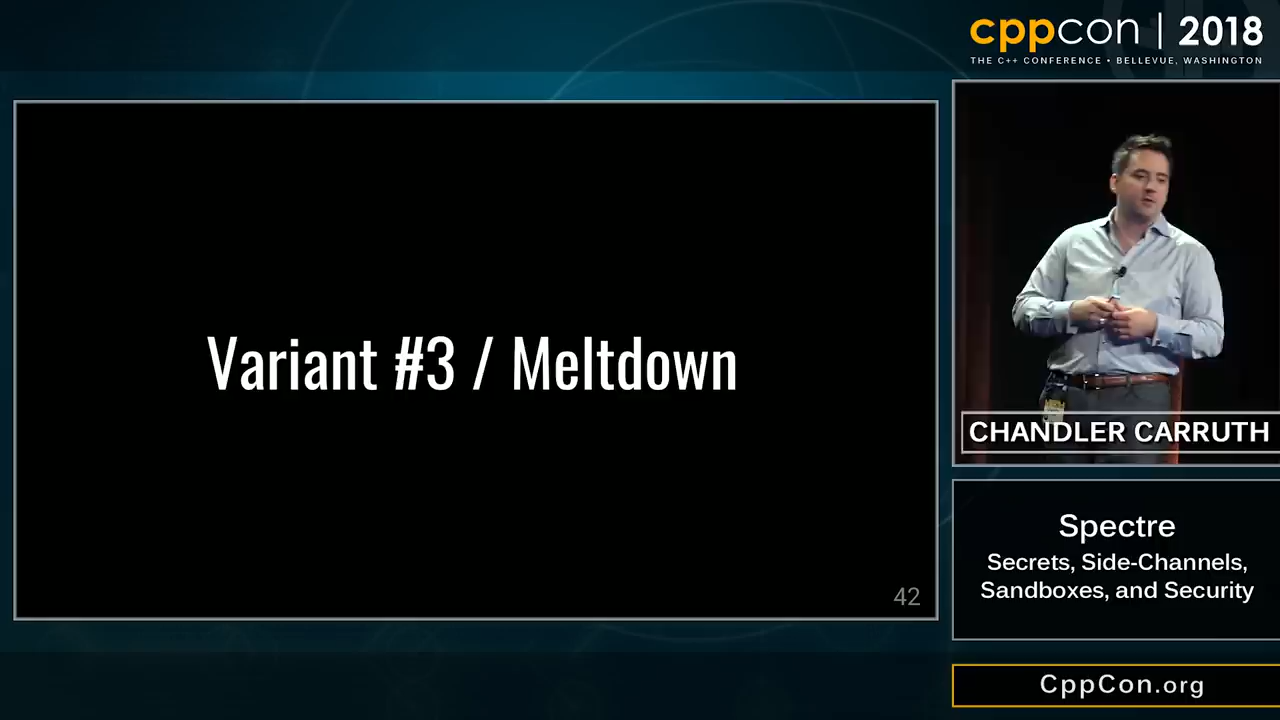 cppcon | 2018
THE C++ CONFERENCE • BELLEVUE, WASHINGTON
Variant #3 / Meltdown
42
CHANDLER CARRUTH
Spectre
Secrets, Side-Channels,
Sandboxes, and Security
CppCon.org